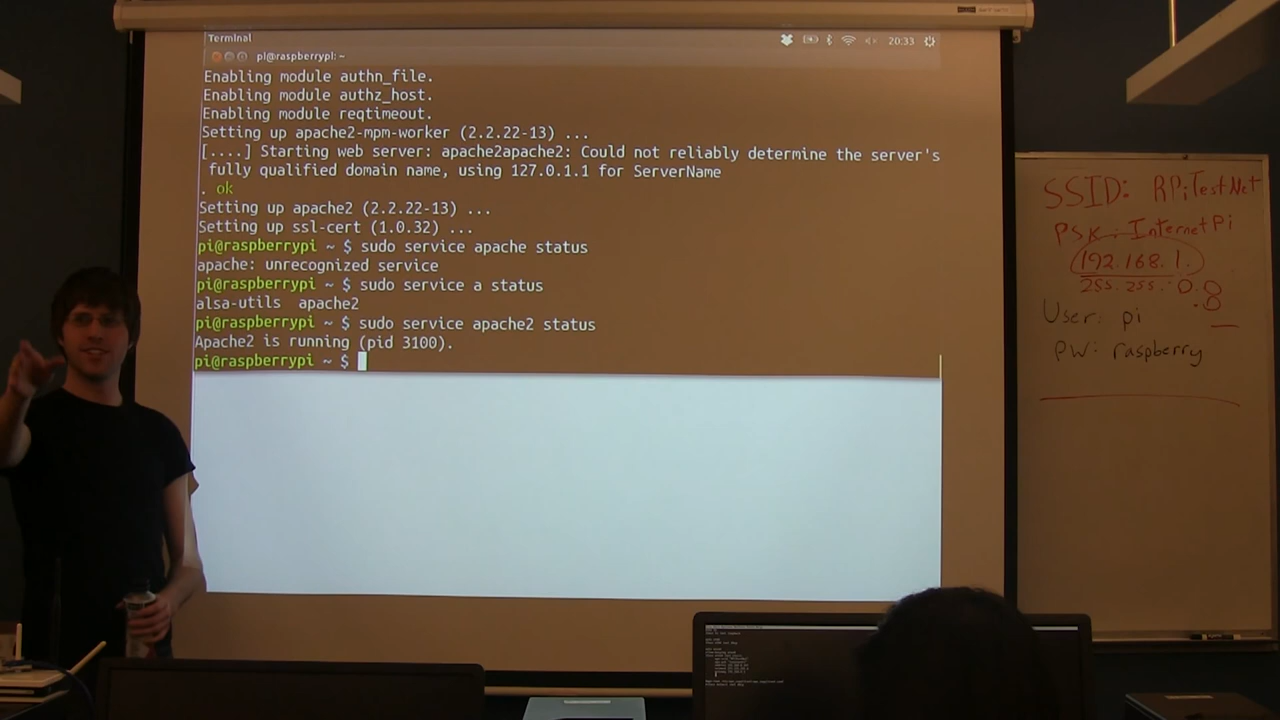 Terminal
20:33
pi@raspberrypi: ~
Enabling module authn_file.
Enabling module authz_host.
Enabling module reqtimeout.
Setting up apache2-mpm-worker (2.2.22-13) ...
[....] Starting web server: apache2apache2: Could not reliably determine the server's
fully qualified domain name, using 127.0.1.1 for ServerName
. ok
Setting up apache2 (2.2.22-13) ...
Setting up ssl-cert (1.0.32) ...
pi@raspberrypi ~ $ sudo service apache status
apache: unrecognized service
pi@raspberrypi ~ $ sudo service a status
alsa-utils  apache2
pi@raspberrypi ~ $ sudo service apache2 status
Apache2 is running (pid 3100).
pi@raspberrypi ~ $
SSID: RPiTestNet
PSK: InternetPi
192.168.1.
255.255.0.0
.8
User: pi
PW: raspberry